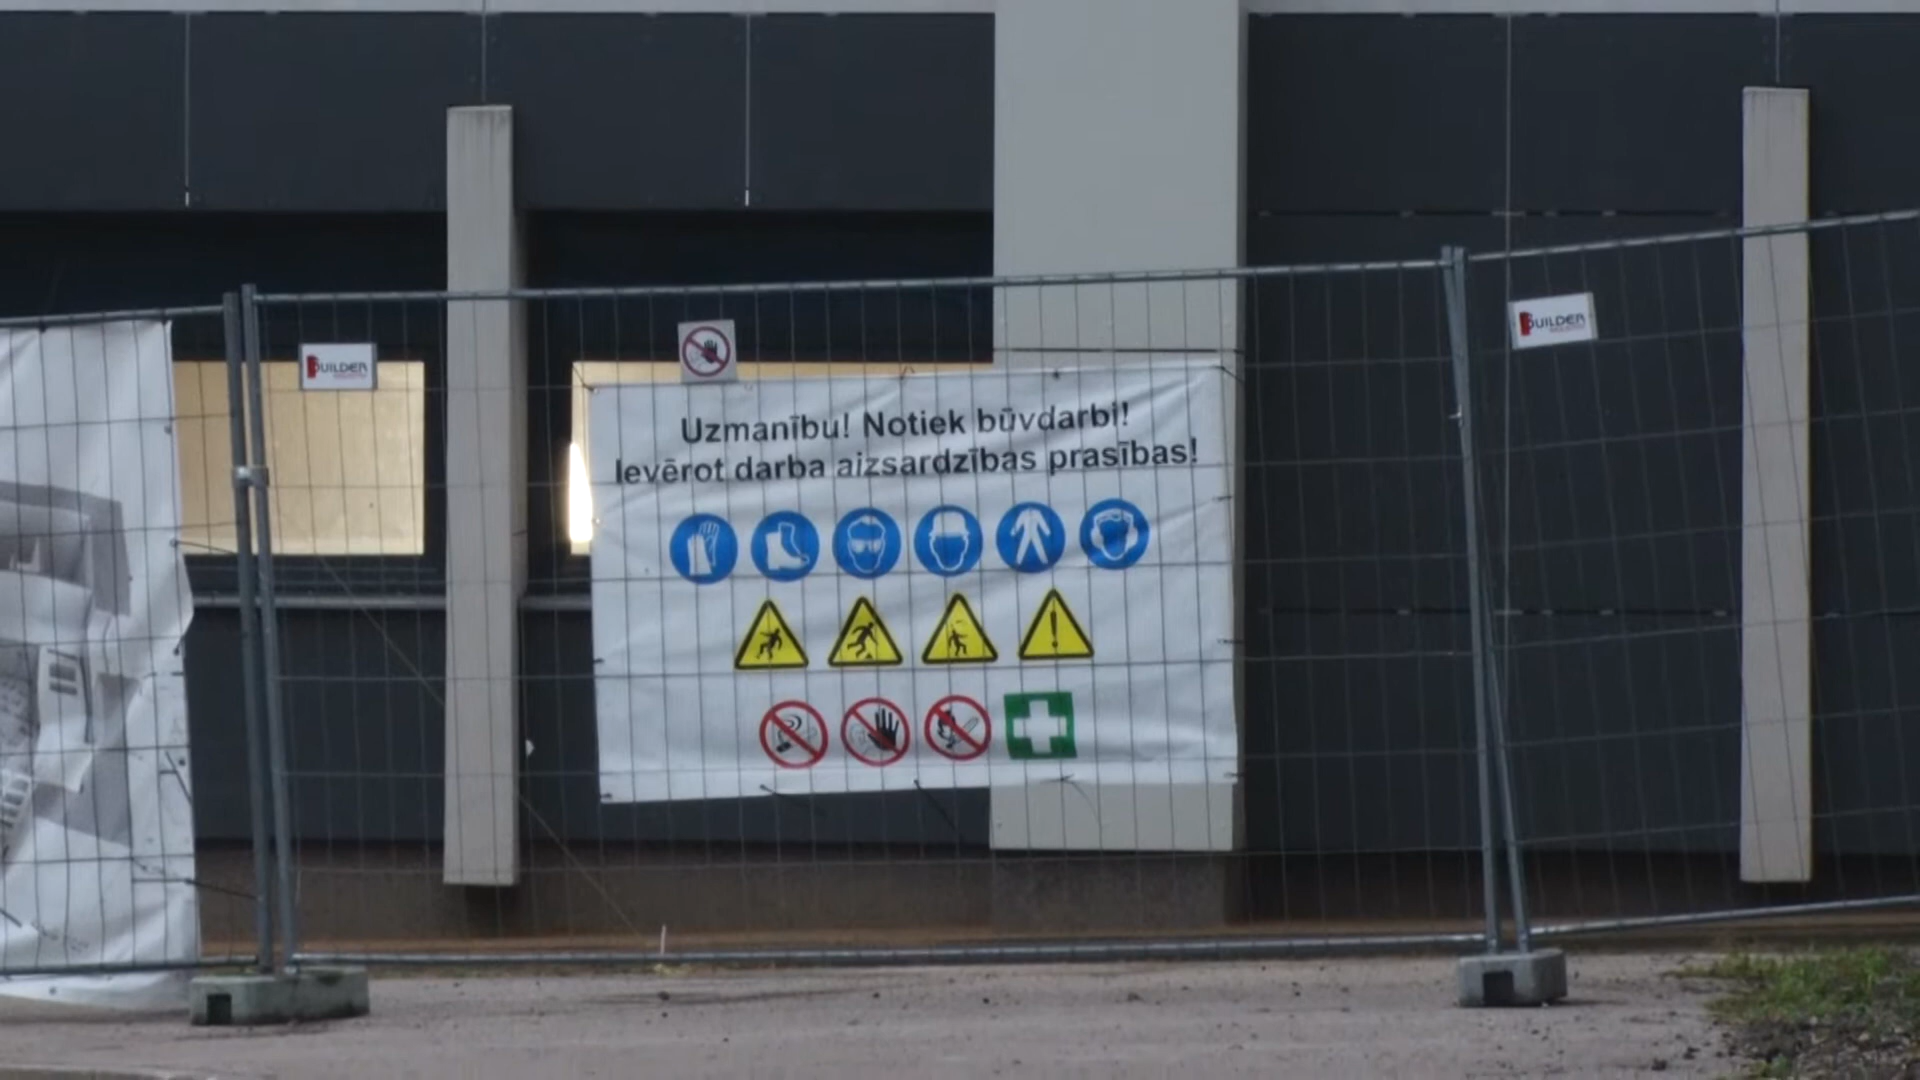 BUILDER
BUILDER
Uzmanību! Notiek būvdarbi!
Ievērot darba aizsardzības prasības!